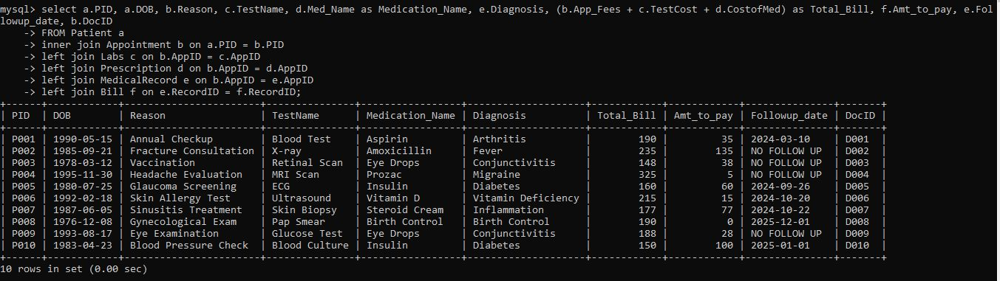 mysql> select a.PID, a.DOB, b.Reason, c.TestName, d.Med_Name as Medication_Name, e.Diagnosis, (b.App_Fees + c.TestCost + d.CostofMed) as Total_Bill, f.Amt_to_pay, e.Fol
lowup_date, b.DocID
    -> FROM Patient a
    -> inner join Appointment b on a.PID = b.PID
    -> left join Labs c on b.AppID = c.AppID
    -> left join Prescription d on b.AppID = d.AppID
    -> left join MedicalRecord e on b.AppID = e.AppID
    -> left join Bill f on e.RecordID = f.RecordID;
+------+------------+-----------------------+---------------+-----------------+--------------------+------------+------------+---------------+-------+
| PID  | DOB        | Reason                | TestName      | Medication_Name | Diagnosis          | Total_Bill | Amt_to_pay | Followup_date | DocID |
+------+------------+-----------------------+---------------+-----------------+--------------------+------------+------------+---------------+-------+
| P001 | 1990-05-15 | Annual Checkup        | Blood Test    | Aspirin         | Arthritis          |        190 |         35 | 2024-03-10    | D001  |
| P002 | 1985-09-21 | Fracture Consultation | X-ray         | Amoxicillin     | Fever              |        235 |        135 | NO FOLLOW UP  | D002  |
| P003 | 1978-03-12 | Vaccination           | Retinal Scan  | Eye Drops       | Conjunctivitis     |        148 |         38 | NO FOLLOW UP  | D003  |
| P004 | 1995-11-30 | Headache Evaluation   | MRI Scan      | Prozac          | Migraine           |        325 |          5 | NO FOLLOW UP  | D004  |
| P005 | 1980-07-25 | Glaucoma Screening    | ECG           | Insulin         | Diabetes           |        160 |         60 | 2024-09-26    | D005  |
| P006 | 1992-02-18 | Skin Allergy Test     | Ultrasound    | Vitamin D       | Vitamin Deficiency |        215 |         15 | 2024-10-20    | D006  |
| P007 | 1987-06-05 | Sinusitis Treatment   | Skin Biopsy   | Steroid Cream   | Inflammation       |        177 |         77 | 2024-10-22    | D007  |
| P008 | 1976-12-08 | Gynecological Exam    | Pap Smear     | Birth Control   | Birth Control      |        190 |          0 | 2025-12-01    | D008  |
| P009 | 1993-08-17 | Eye Examination       | Glucose Test  | Eye Drops       | Conjunctivitis     |        188 |         28 | NO FOLLOW UP  | D009  |
| P010 | 1983-04-23 | Blood Pressure Check  | Blood Culture | Insulin         | Diabetes           |        150 |        100 | 2025-01-01    | D010  |
+------+------------+-----------------------+---------------+-----------------+--------------------+------------+------------+---------------+-------+
10 rows in set (0.00 sec)